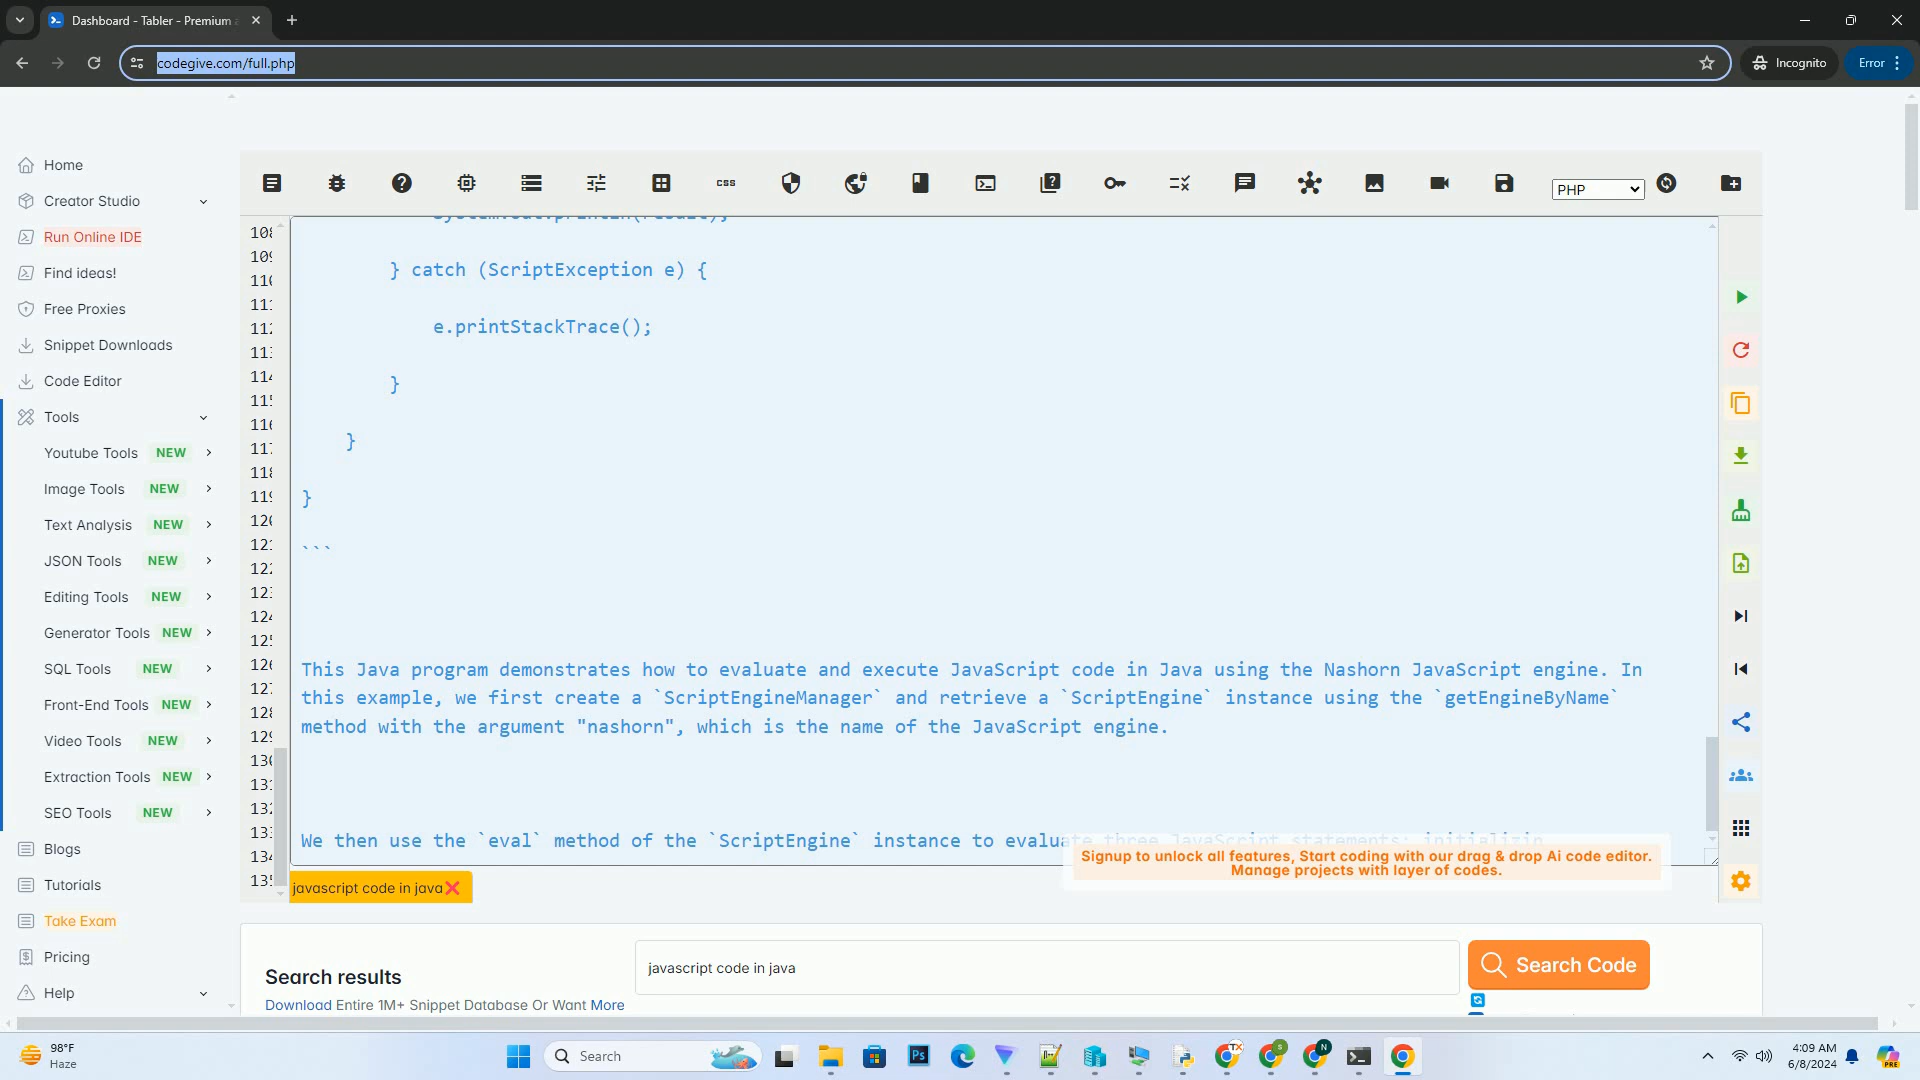 Dashboard - Tabler - Premium
codegive.com/full.php
Incognito
Error
Home
Creator Studio
Run Online IDE
Find ideas!
Free Proxies
Snippet Downloads
Code Editor
Tools
Youtube Tools NEW
Image Tools NEW
Text Analysis NEW
JSON Tools NEW
Editing Tools NEW
Generator Tools NEW
SQL Tools NEW
Front-End Tools NEW
Video Tools NEW
Extraction Tools NEW
SEO Tools NEW
Blogs
Tutorials
Take Exam
Pricing
Help
css
PHP
} catch (ScriptException e) {
e.printStackTrace();
}
}
}
```
This Java program demonstrates how to evaluate and execute JavaScript code in Java using the Nashorn JavaScript engine. In
this example, we first create a `ScriptEngineManager` and retrieve a `ScriptEngine` instance using the `getEngineByName`
method with the argument "nashorn", which is the name of the JavaScript engine.
We then use the `eval` method of the `ScriptEngine` instance to evaluate three JavaScript statements: initializin
Signup to unlock all features, Start coding with our drag & drop Ai code editor.
Manage projects with layer of codes.
javascript code in java
Search results
Download Entire 1M+ Snippet Database Or Want More
javascript code in java
Search Code
98°F
Haze
Search
4:09 AM
6/8/2024